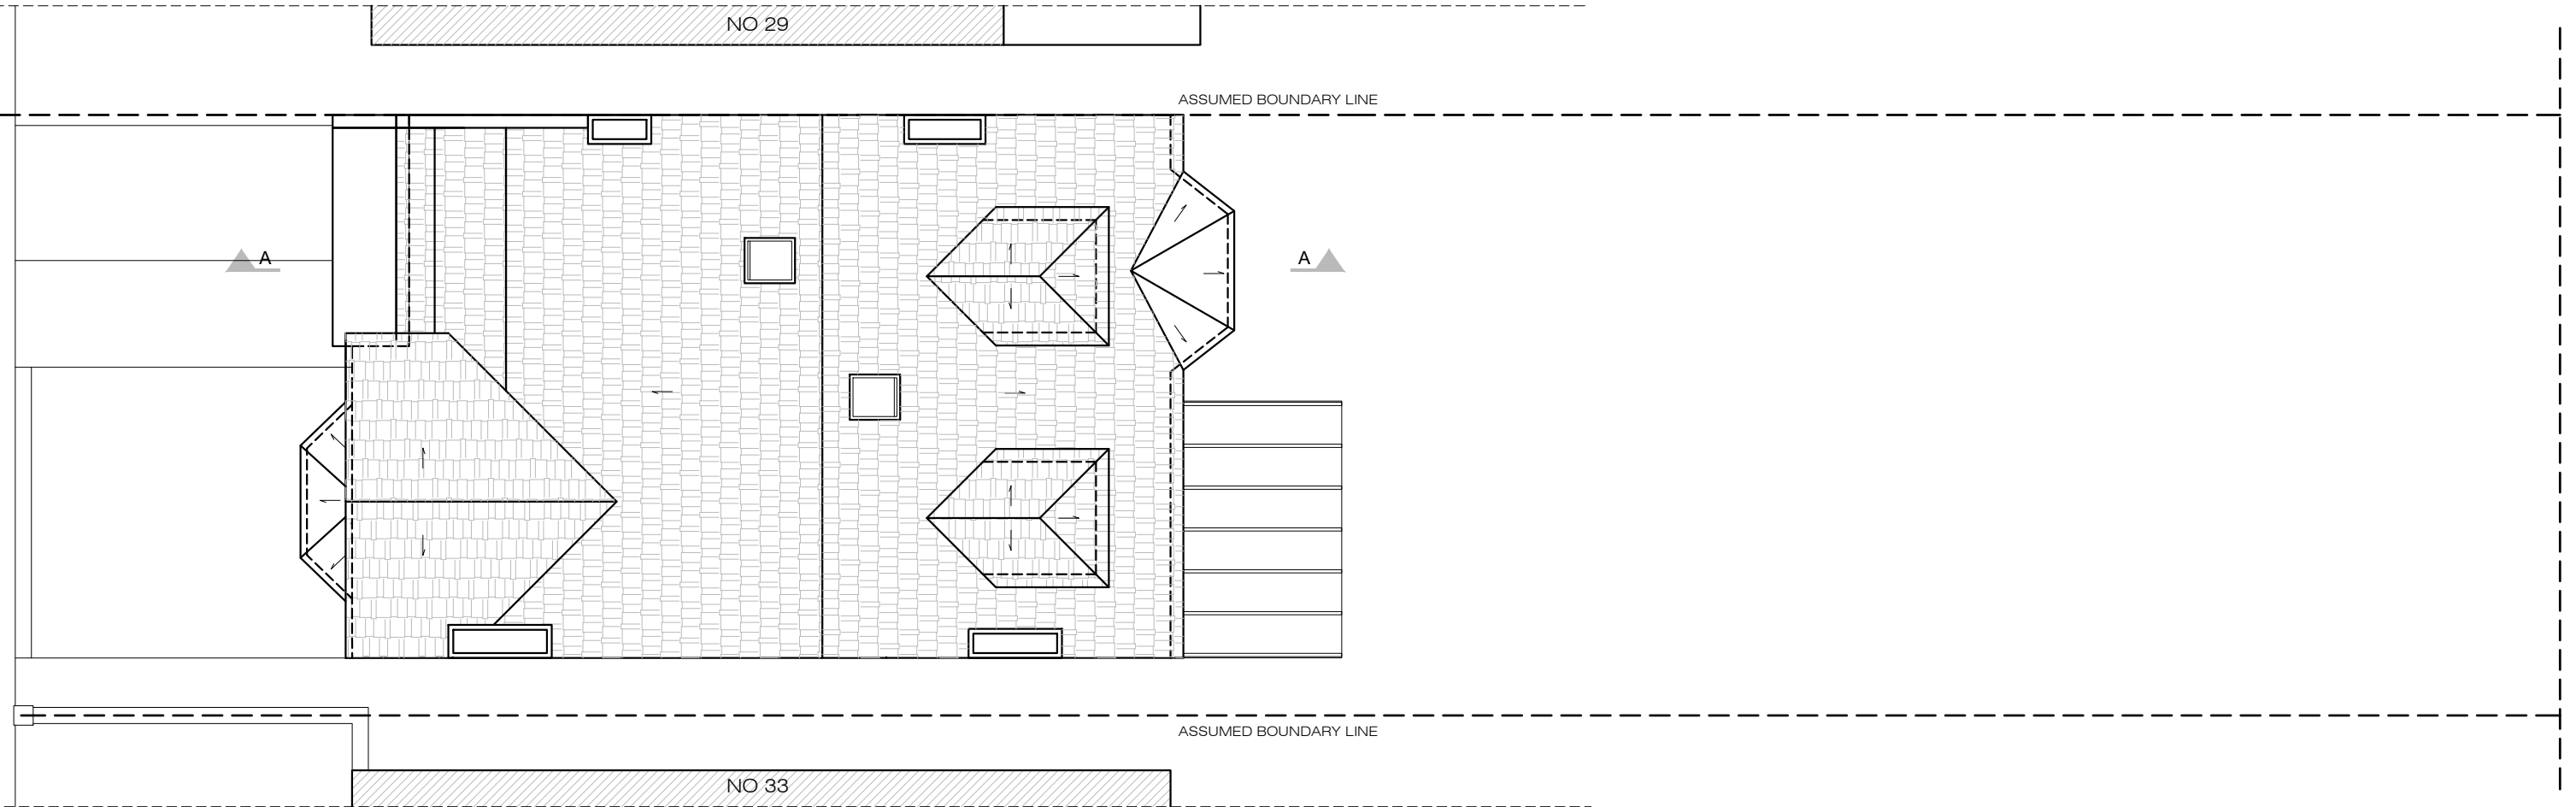 NO 29
ASSUMED BOUNDARY LINE
A
A
ASSUMED BOUNDARY LINE
NO 33